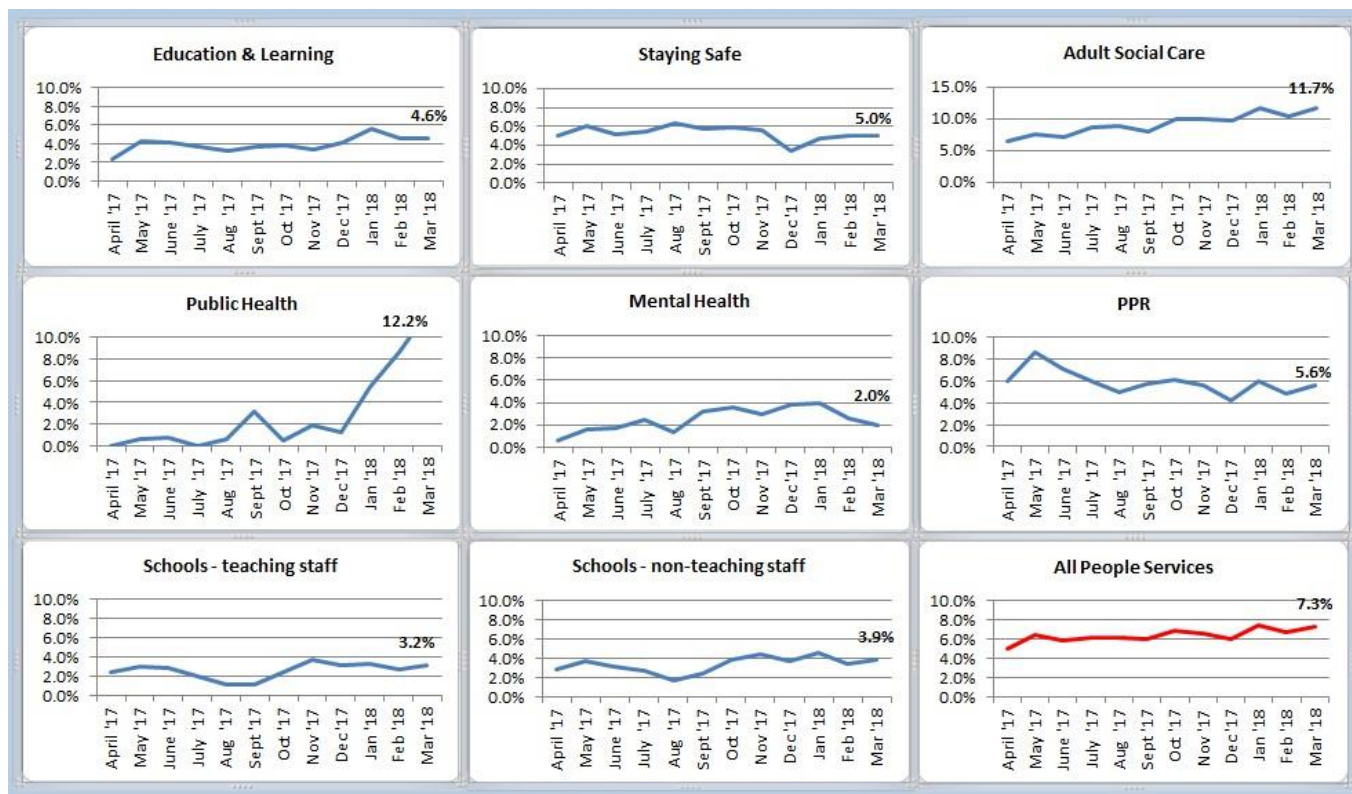 Education & Learning
10.0%
8.0%
6.0%
4.0%
2.0%
0.0%
4.6%
April '17
May '17
June '17
July '17
Aug '17
Sept '17
Oct '17
Nov '17
Dec '17
Jan '18
Feb '18
Mar '18
Staying Safe
10.0%
8.0%
6.0%
4.0%
2.0%
0.0%
5.0%
April '17
May '17
June '17
July '17
Aug '17
Sept '17
Oct '17
Nov '17
Dec '17
Jan '18
Feb '18
Mar '18
Adult Social Care
15.0%
10.0%
5.0%
0.0%
11.7%
April '17
May '17
June '17
July '17
Aug '17
Sept '17
Oct '17
Nov '17
Dec '17
Jan '18
Feb '18
Mar '18
Public Health
10.0%
8.0%
6.0%
4.0%
2.0%
0.0%
12.2%
April '17
May '17
June '17
July '17
Aug '17
Sept '17
Oct '17
Nov '17
Dec '17
Jan '18
Feb '18
Mar '18
Mental Health
10.0%
8.0%
6.0%
4.0%
2.0%
0.0%
2.0%
April '17
May '17
June '17
July '17
Aug '17
Sept '17
Oct '17
Nov '17
Dec '17
Jan '18
Feb '18
Mar '18
PPR
10.0%
8.0%
6.0%
4.0%
2.0%
0.0%
5.6%
April '17
May '17
June '17
July '17
Aug '17
Sept '17
Oct '17
Nov '17
Dec '17
Jan '18
Feb '18
Mar '18
Schools - teaching staff
10.0%
8.0%
6.0%
4.0%
2.0%
0.0%
3.2%
April '17
May '17
June '17
July '17
Aug '17
Sept '17
Oct '17
Nov '17
Dec '17
Jan '18
Feb '18
Mar '18
Schools - non-teaching staff
10.0%
8.0%
6.0%
4.0%
2.0%
0.0%
3.9%
April '17
May '17
June '17
July '17
Aug '17
Sept '17
Oct '17
Nov '17
Dec '17
Jan '18
Feb '18
Mar '18
All People Services
10.0%
8.0%
6.0%
4.0%
2.0%
0.0%
7.3%
April '17
May '17
June '17
July '17
Aug '17
Sept '17
Oct '17
Nov '17
Dec '17
Jan '18
Feb '18
Mar '18